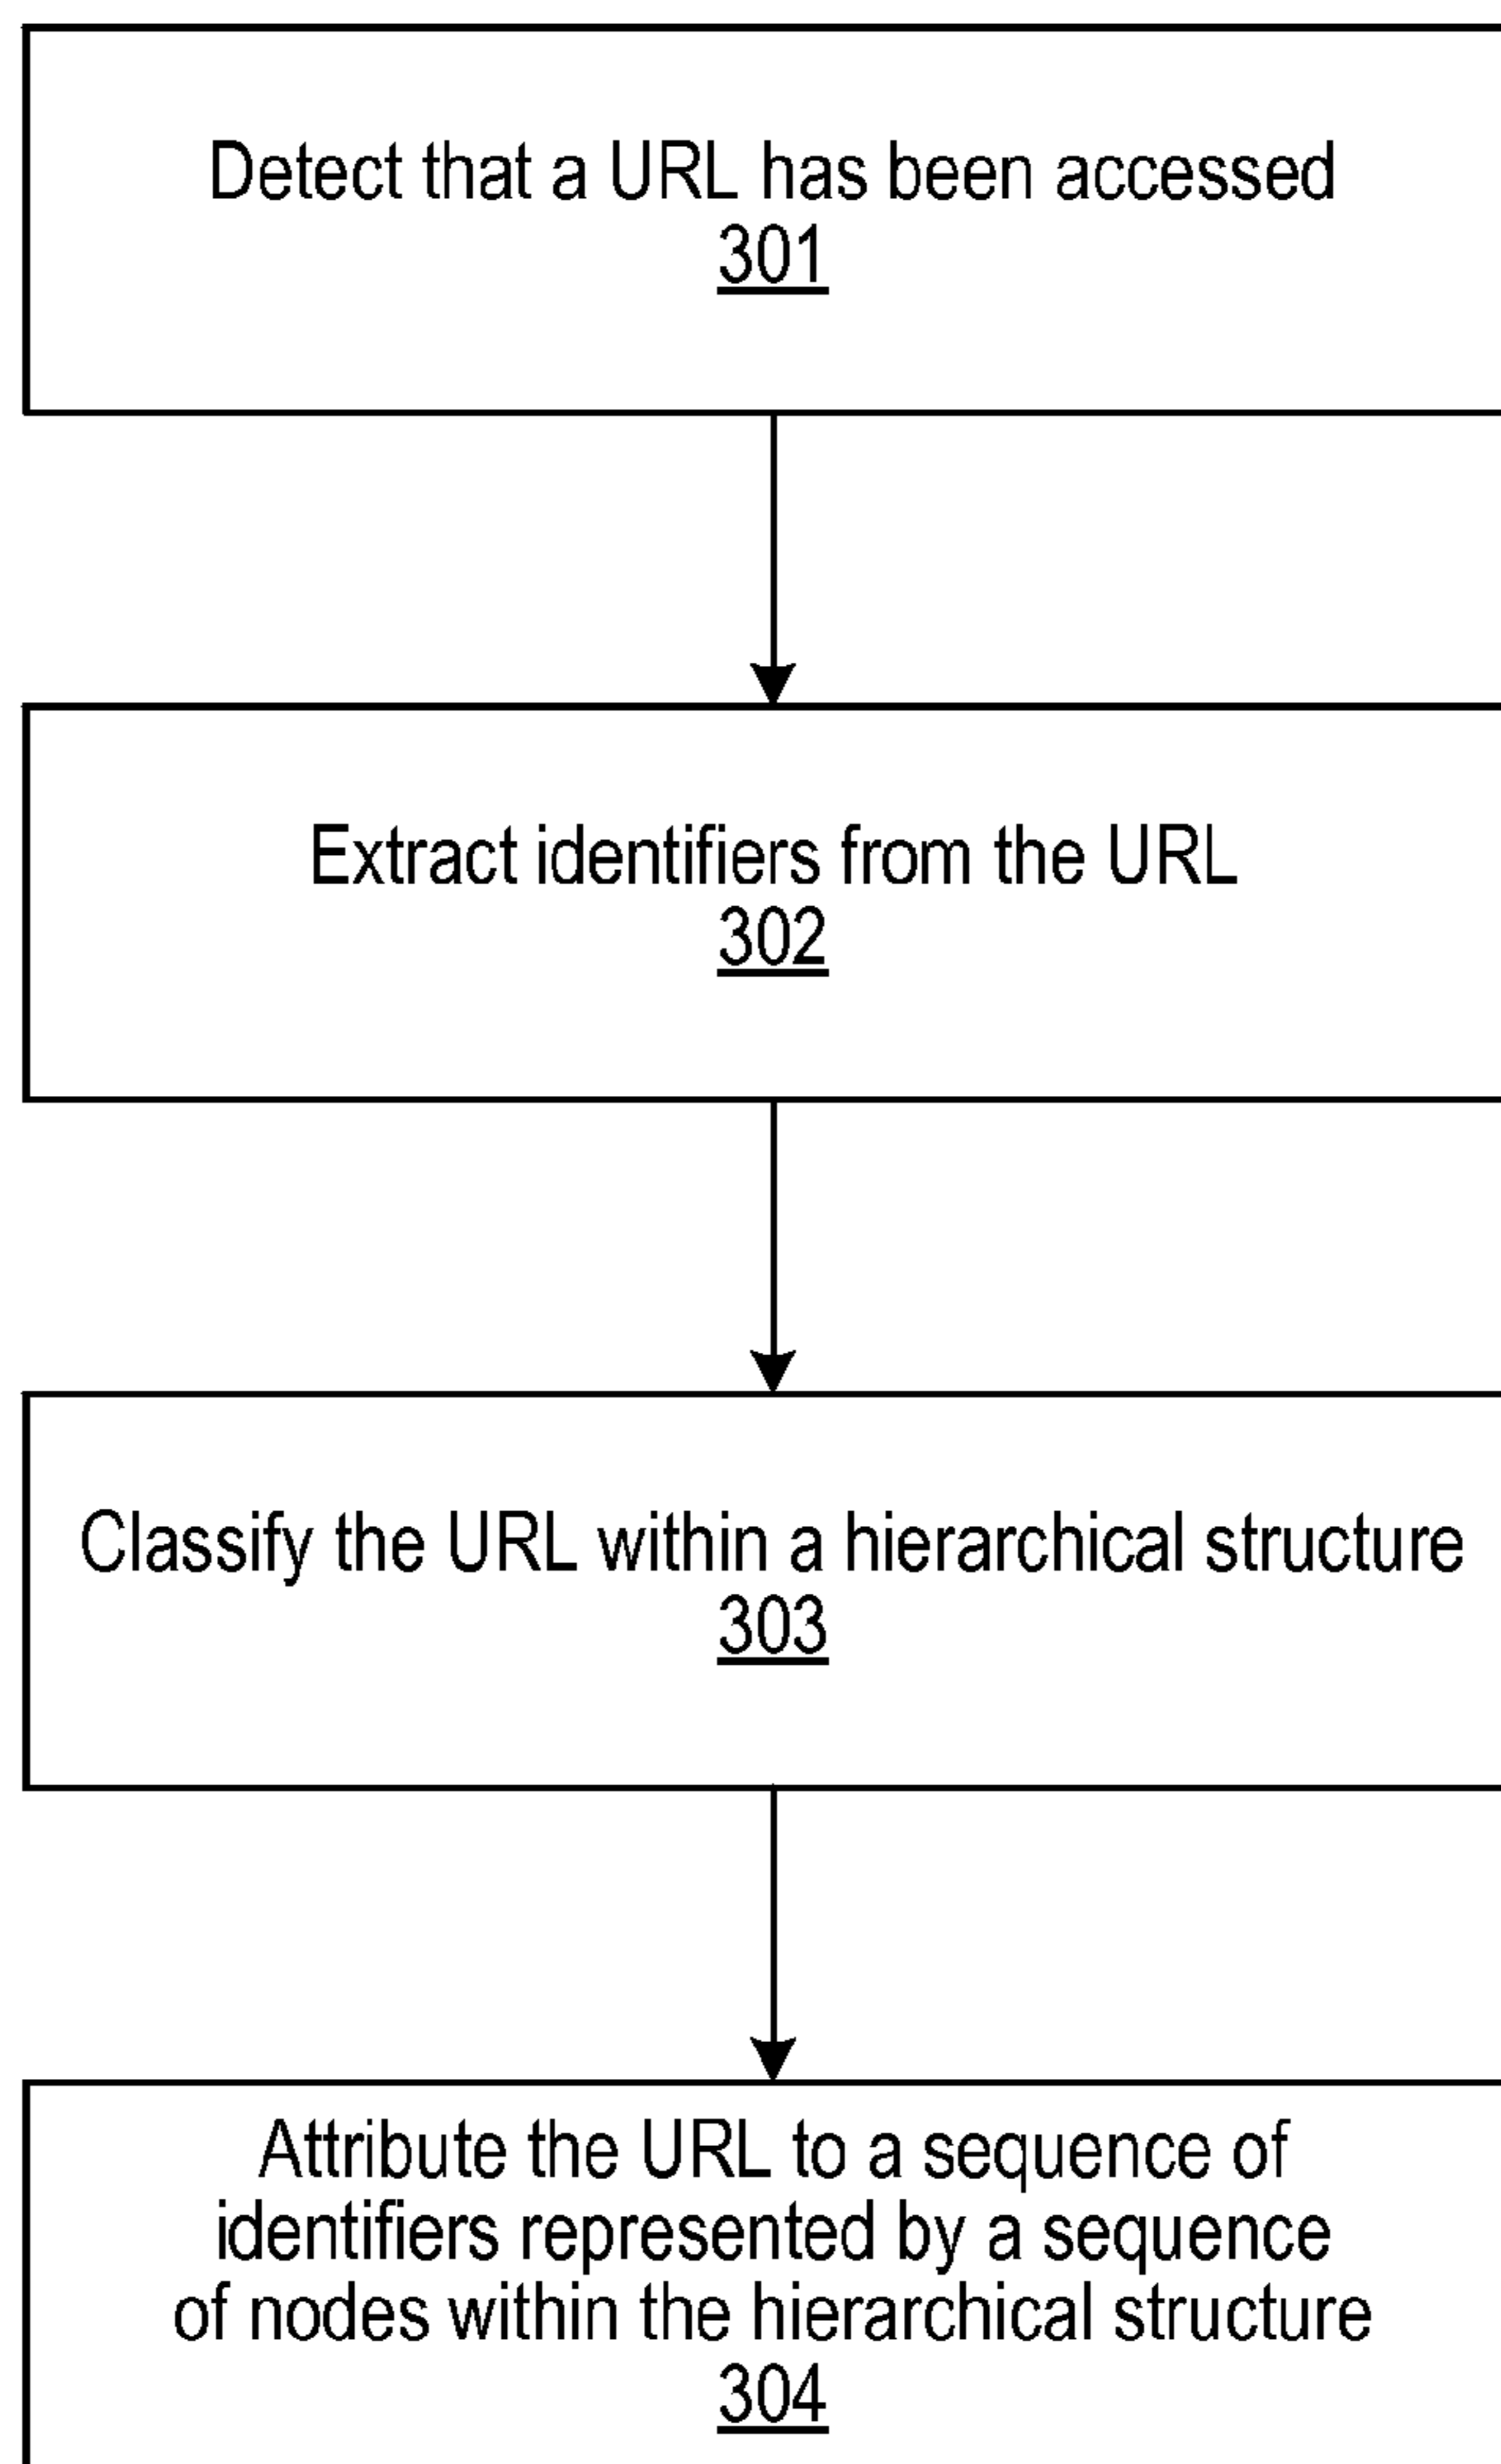 Detect that a URL has been accessed
301
Extract identifiers from the URL
302
Classify the URL within a hierarchical structure
303
Attribute the URL to a sequence of
identifiers represented by a sequence
of nodes within the hierarchical structure
304